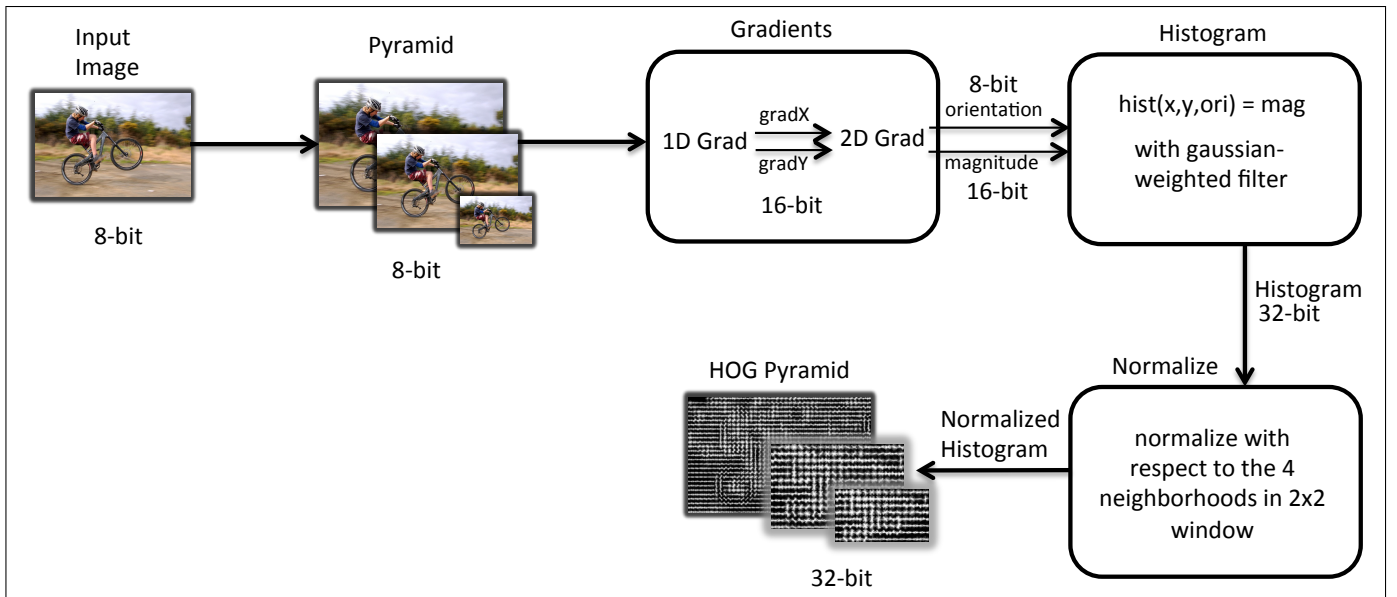 Input
Image
8-bit
Pyramid
8-bit
Gradients
1D Grad
gradX
gradY
2D Grad
16-bit
8-bit
orientation
magnitude
16-bit
Histogram
hist(x,y,ori) = mag
with gaussian-
weighted filter
Histogram
32-bit
Normalize
normalize with
respect to the 4
neighborhoods in 2x2
window
Normalized
Histogram
HOG Pyramid
32-bit